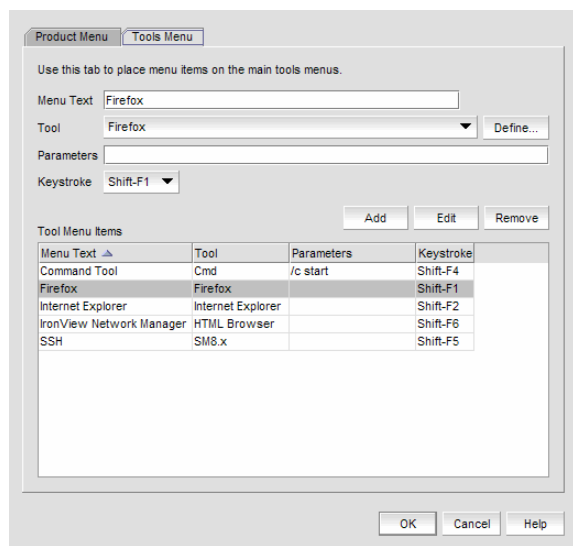 Product Menu Tools Menu
Use this tab to place menu items on the main tools menus.
Menu Text Firefox
Tool Firefox Define...
Parameters
Keystroke Shift-F1
Add Edit Remove
Tool Menu Items
Menu Text Tool Parameters Keystroke
Command Tool Cmd /c start Shift-F4
Firefox Firefox Shift-F1
Internet Explorer Internet Explorer Shift-F2
IronView Network Manager HTML Browser Shift-F6
SSH SM8.x Shift-F5
OK Cancel Help